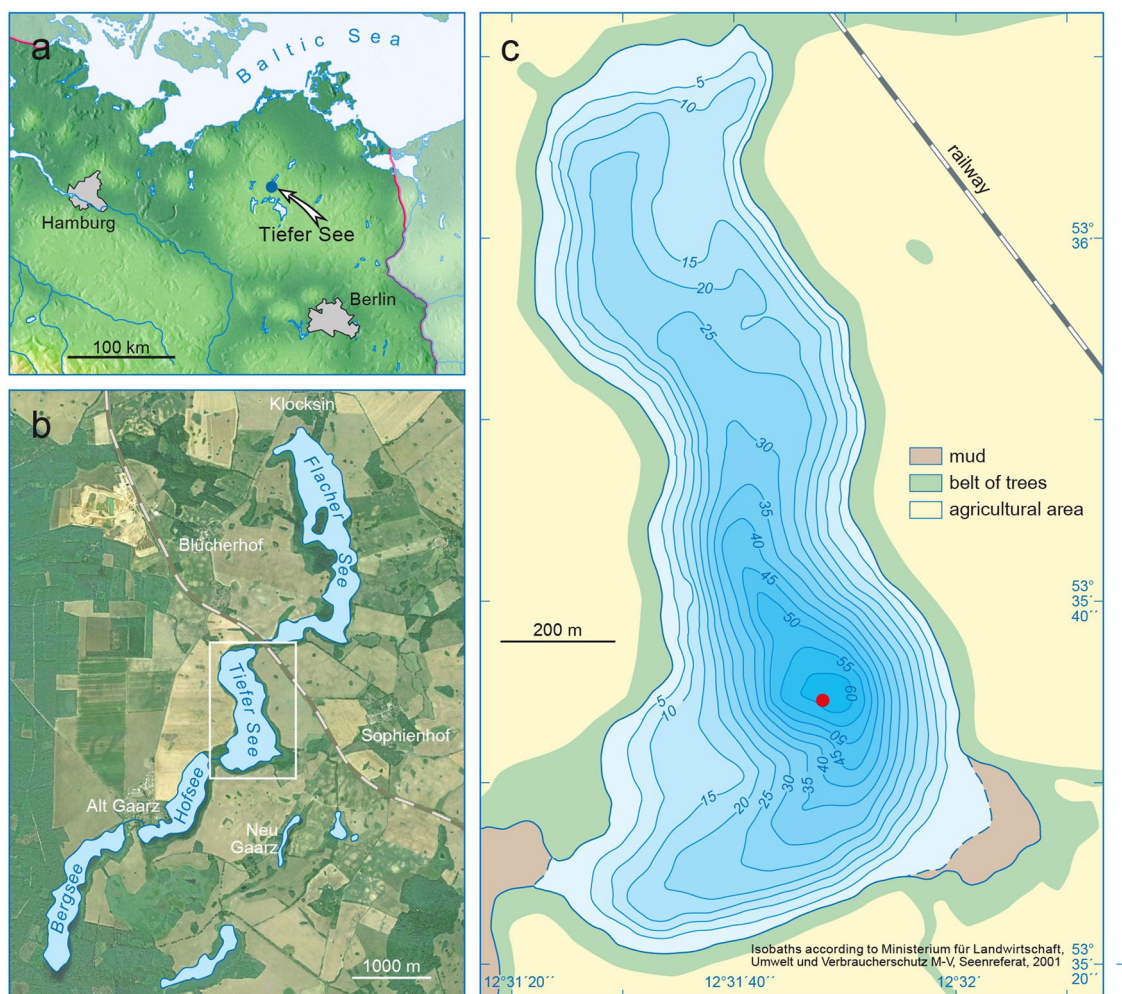 a
Baltic Sea
Hamburg
Tiefer See
Berlin
100 km
b
Klocksin
Flacher See
Blücherhof
Tiefer See
Sophienhof
Alt Gaarz
Hofsee
Neu
Gaarz
Bergsee
1000 m
c
5
10
railway
53°
36´
15
20
25
30
mud
belt of trees
agricultural area
35
40
45
50
53°
35´
40´´
200 m
55
60
5
10
50
45
40
35
30
25
20
15
Isobaths according to Ministerium für Landwirtschaft,
Umwelt und Verbraucherschutz M-V, Seenreferat, 2001
53°
35´
20´´
12°31´20´´
12°31´40´´
12°32´